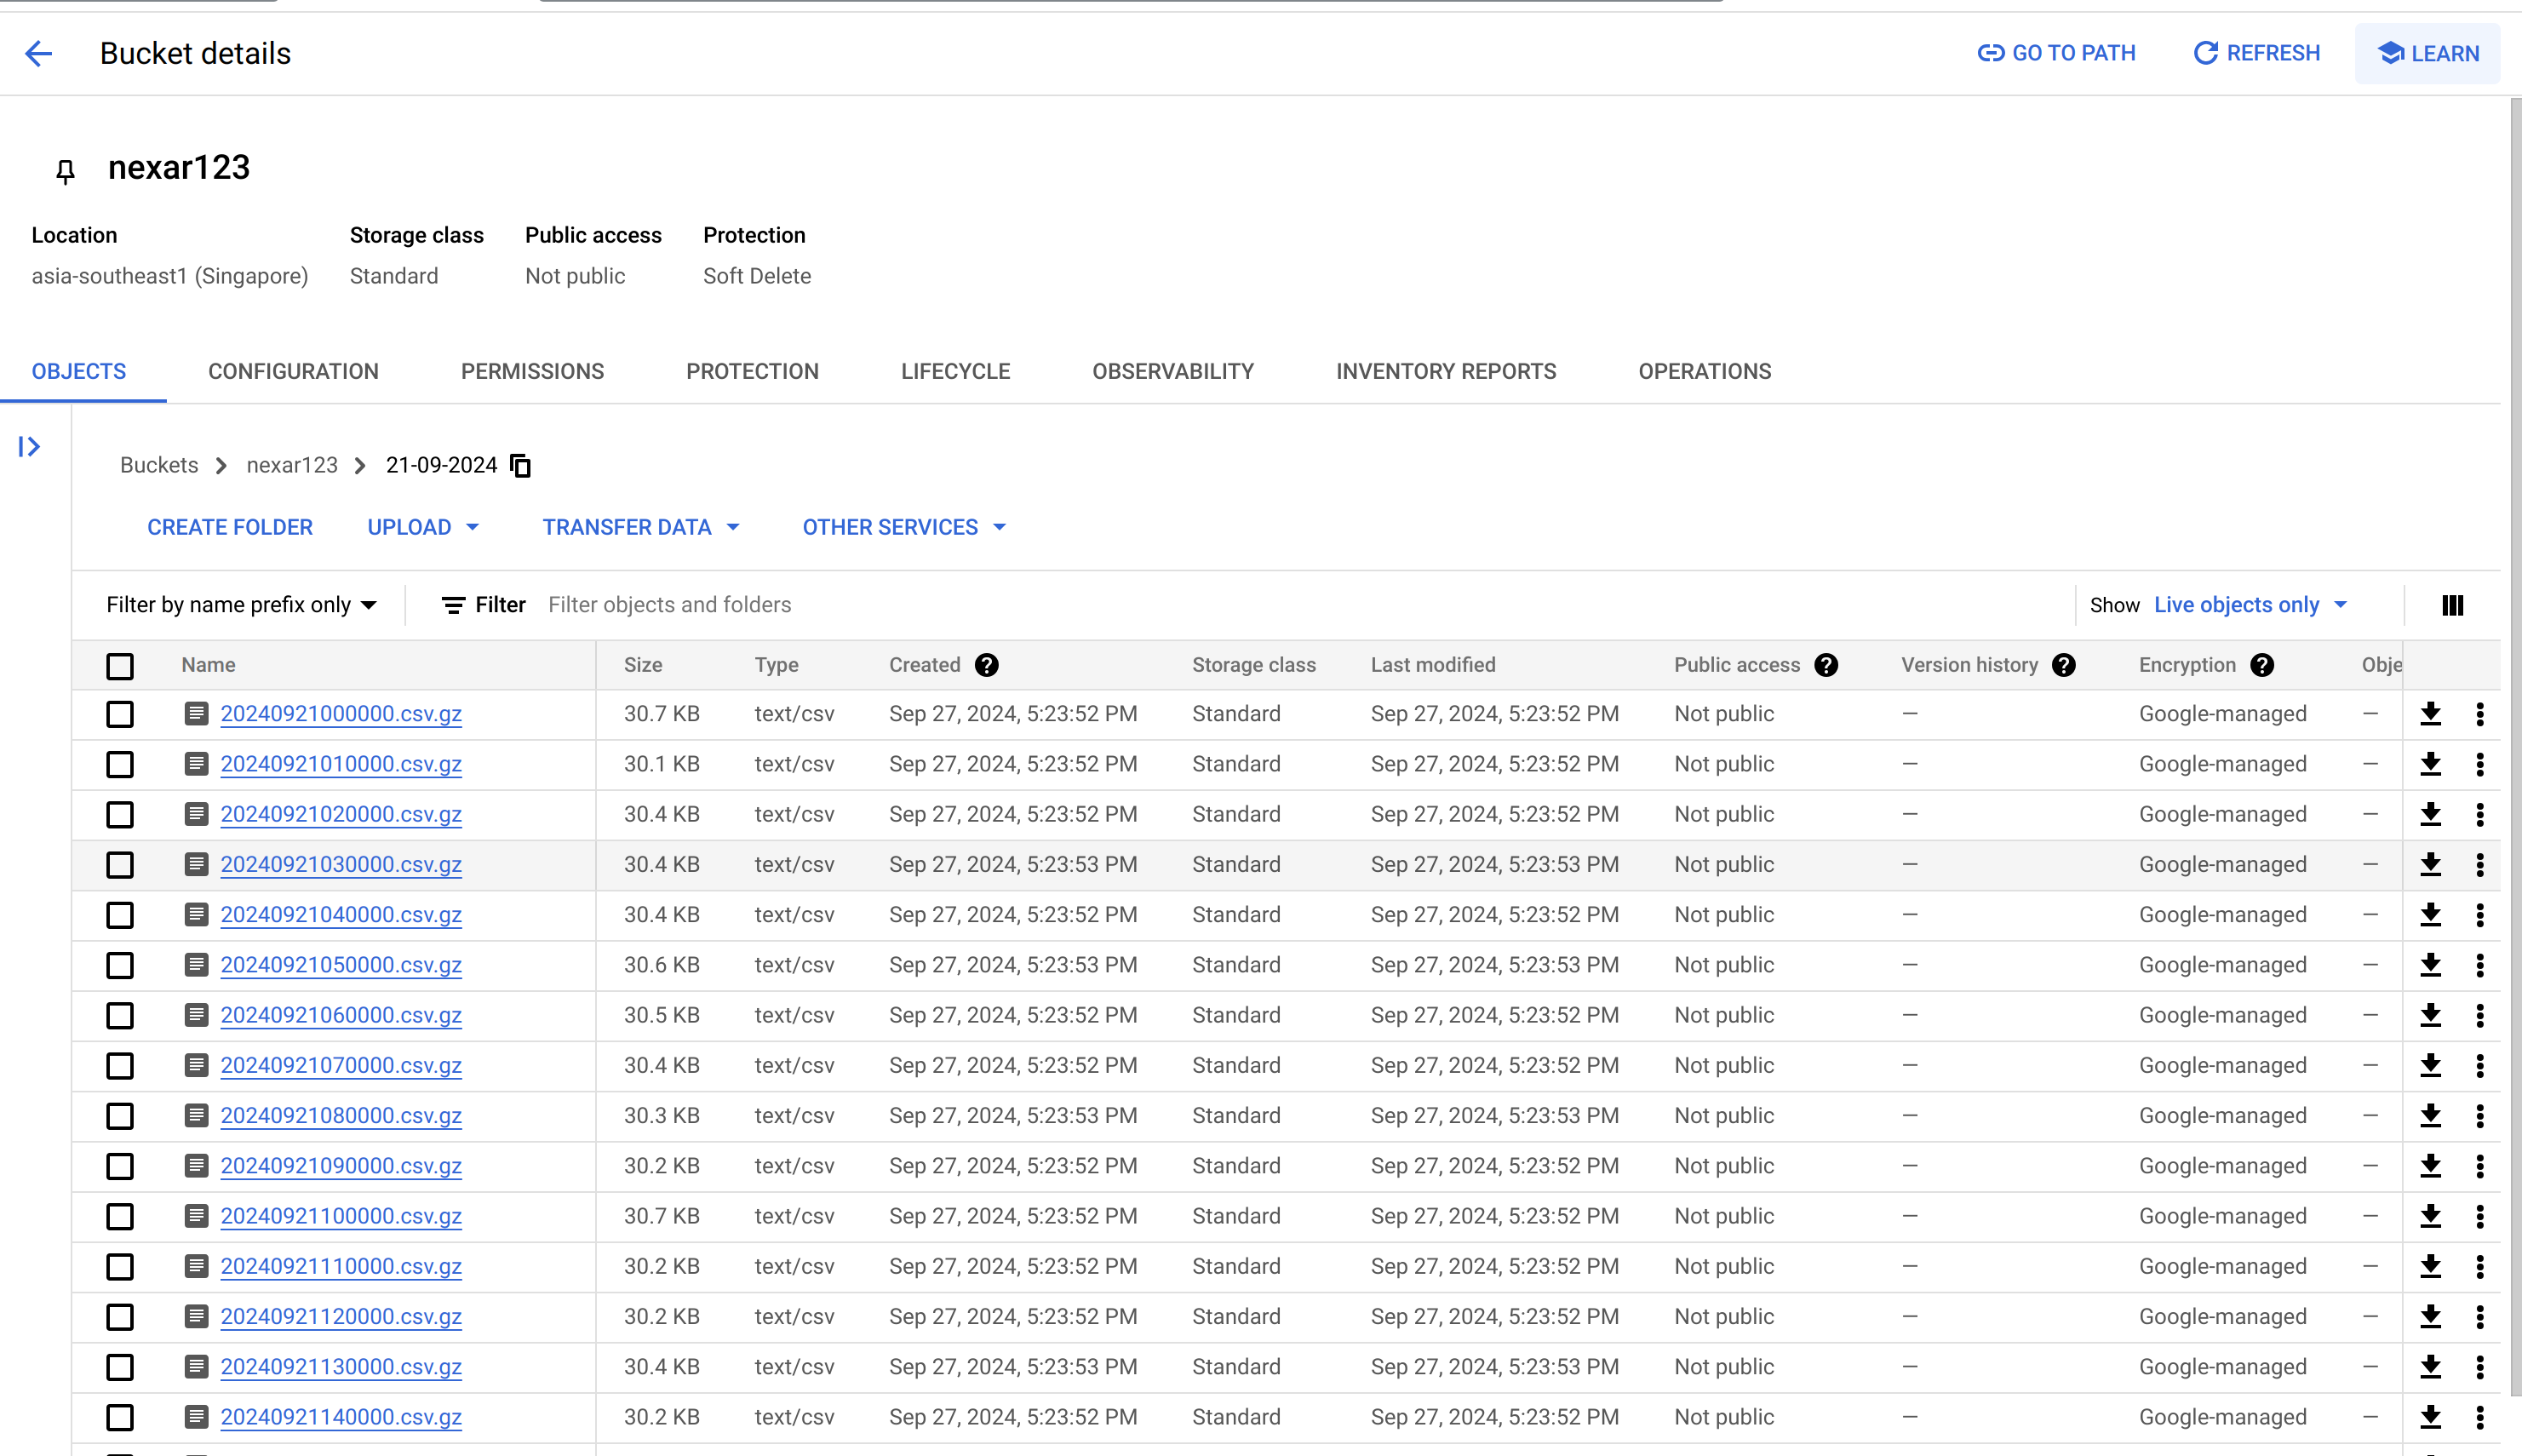 Bucket details GO TO PATH REFRESH LEARN
nexar123
Location Storage class Public access Protection
asia-southeast1 (Singapore) Standard Not public Soft Delete
OBJECTS CONFIGURATION PERMISSIONS PROTECTION LIFECYCLE OBSERVABILITY INVENTORY REPORTS OPERATIONS
Buckets nexar123 21-09-2024
CREATE FOLDER UPLOAD TRANSFER DATA OTHER SERVICES
Filter by name prefix only Filter Filter objects and folders Show Live objects only
Name Size Type Created Storage class Last modified Public access Version history Encryption Obje
20240921000000.csv.gz 30.7 KB text/csv Sep 27, 2024, 5:23:52 PM Standard Sep 27, 2024, 5:23:52 PM Not public — Google-managed —
20240921010000.csv.gz 30.1 KB text/csv Sep 27, 2024, 5:23:52 PM Standard Sep 27, 2024, 5:23:52 PM Not public — Google-managed —
20240921020000.csv.gz 30.4 KB text/csv Sep 27, 2024, 5:23:52 PM Standard Sep 27, 2024, 5:23:52 PM Not public — Google-managed —
20240921030000.csv.gz 30.4 KB text/csv Sep 27, 2024, 5:23:53 PM Standard Sep 27, 2024, 5:23:53 PM Not public — Google-managed —
20240921040000.csv.gz 30.4 KB text/csv Sep 27, 2024, 5:23:52 PM Standard Sep 27, 2024, 5:23:52 PM Not public — Google-managed —
20240921050000.csv.gz 30.6 KB text/csv Sep 27, 2024, 5:23:53 PM Standard Sep 27, 2024, 5:23:53 PM Not public — Google-managed —
20240921060000.csv.gz 30.5 KB text/csv Sep 27, 2024, 5:23:52 PM Standard Sep 27, 2024, 5:23:52 PM Not public — Google-managed —
20240921070000.csv.gz 30.4 KB text/csv Sep 27, 2024, 5:23:52 PM Standard Sep 27, 2024, 5:23:52 PM Not public — Google-managed —
20240921080000.csv.gz 30.3 KB text/csv Sep 27, 2024, 5:23:53 PM Standard Sep 27, 2024, 5:23:53 PM Not public — Google-managed —
20240921090000.csv.gz 30.2 KB text/csv Sep 27, 2024, 5:23:52 PM Standard Sep 27, 2024, 5:23:52 PM Not public — Google-managed —
20240921100000.csv.gz 30.7 KB text/csv Sep 27, 2024, 5:23:52 PM Standard Sep 27, 2024, 5:23:52 PM Not public — Google-managed —
20240921110000.csv.gz 30.2 KB text/csv Sep 27, 2024, 5:23:52 PM Standard Sep 27, 2024, 5:23:52 PM Not public — Google-managed —
20240921120000.csv.gz 30.2 KB text/csv Sep 27, 2024, 5:23:52 PM Standard Sep 27, 2024, 5:23:52 PM Not public — Google-managed —
20240921130000.csv.gz 30.4 KB text/csv Sep 27, 2024, 5:23:53 PM Standard Sep 27, 2024, 5:23:53 PM Not public — Google-managed —
20240921140000.csv.gz 30.2 KB text/csv Sep 27, 2024, 5:23:52 PM Standard Sep 27, 2024, 5:23:52 PM Not public — Google-managed —